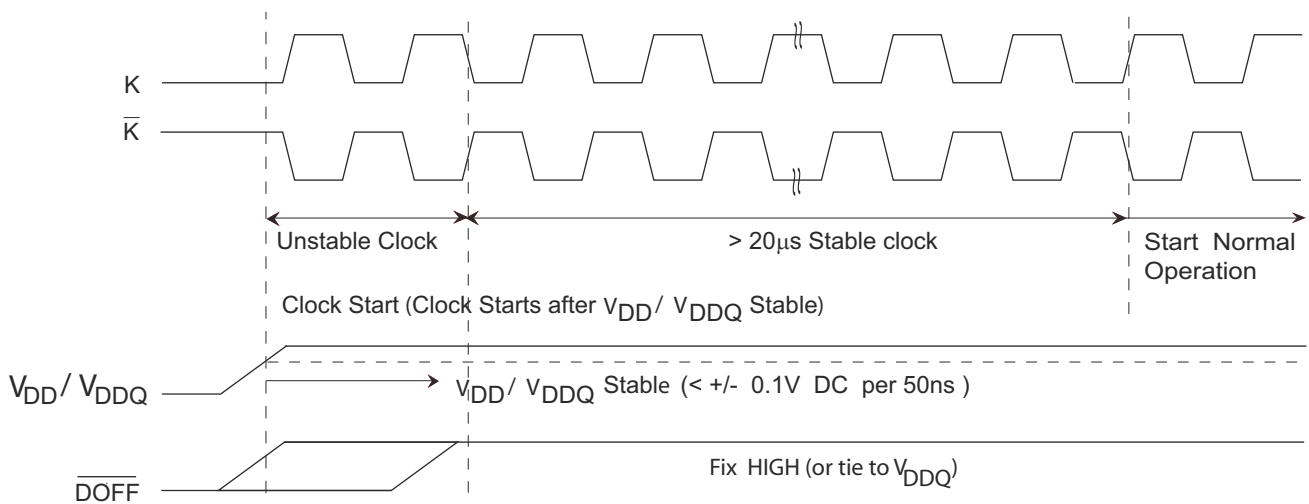 K
K̅
Unstable Clock
> 20μs Stable clock
Start Normal
Operation
Clock Start (Clock Starts after VDD/ VDDQ Stable)
VDD/ VDDQ
VDD/ VDDQ Stable (< +/- 0.1V DC per 50ns )
Fix HIGH (or tie to VDDQ)
D̅O̅F̅F̅